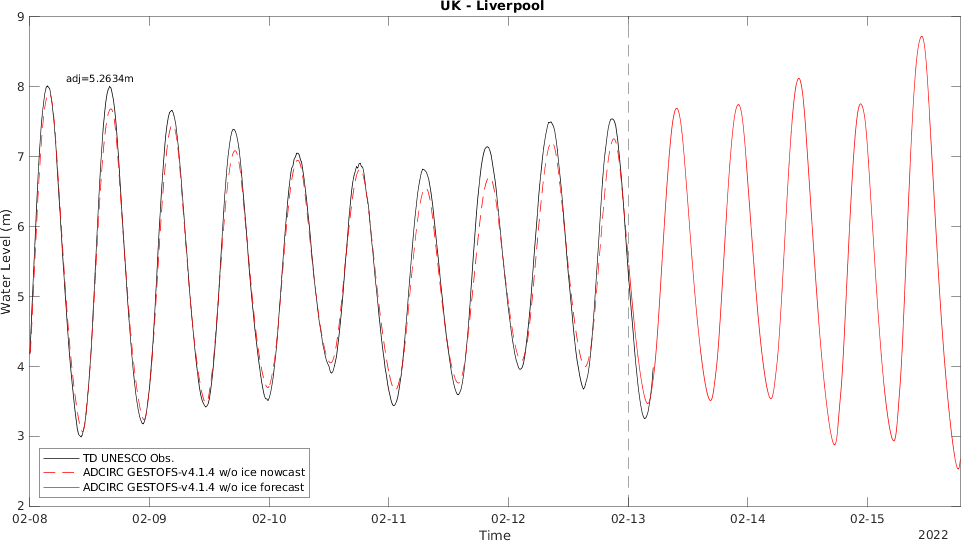 UK - Liverpool
9
adj=5.2634m
8
7
6
5
4
3
2
Water Level (m)
TD UNESCO Obs.
ADCIRC GESTOFS-v4.1.4 w/o ice nowcast
ADCIRC GESTOFS-v4.1.4 w/o ice forecast
02-08 02-09 02-10 02-11 02-12 02-13 02-14 02-15
Time
2022